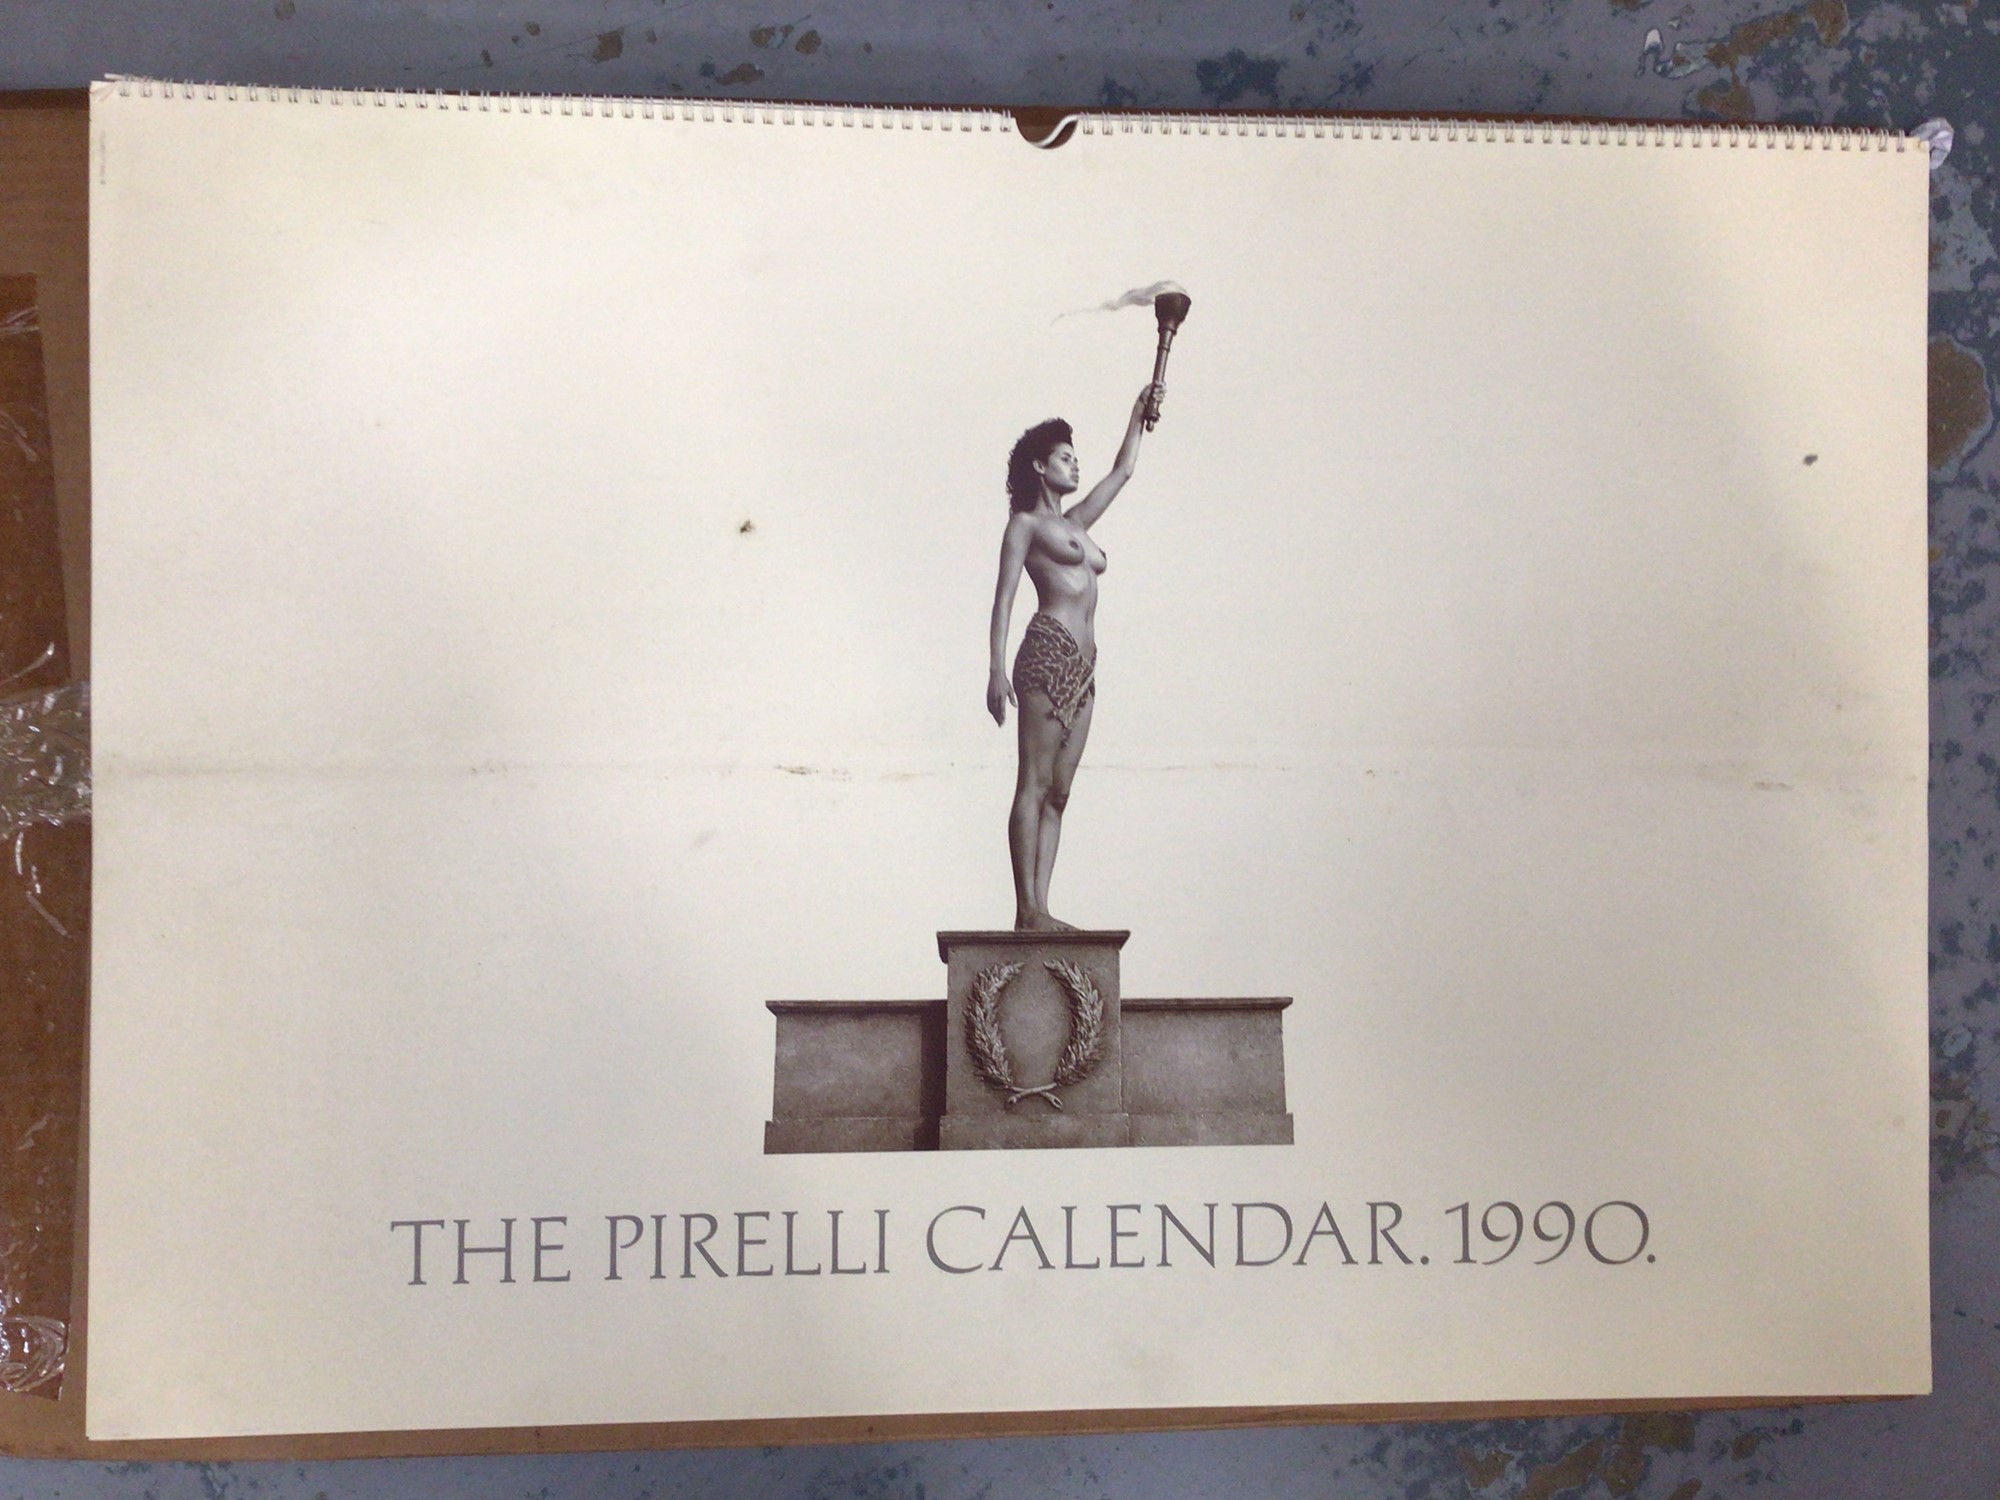 THE PIRELLI CALENDAR. 1990.